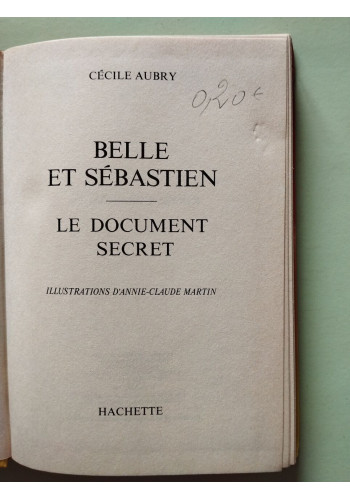 CÉCILE AUBRY
0,20 €
BELLE
ET SÉBASTIEN
LE DOCUMENT
SECRET
ILLUSTRATIONS D'ANNIE-CLAUDE MARTIN
HACHETTE